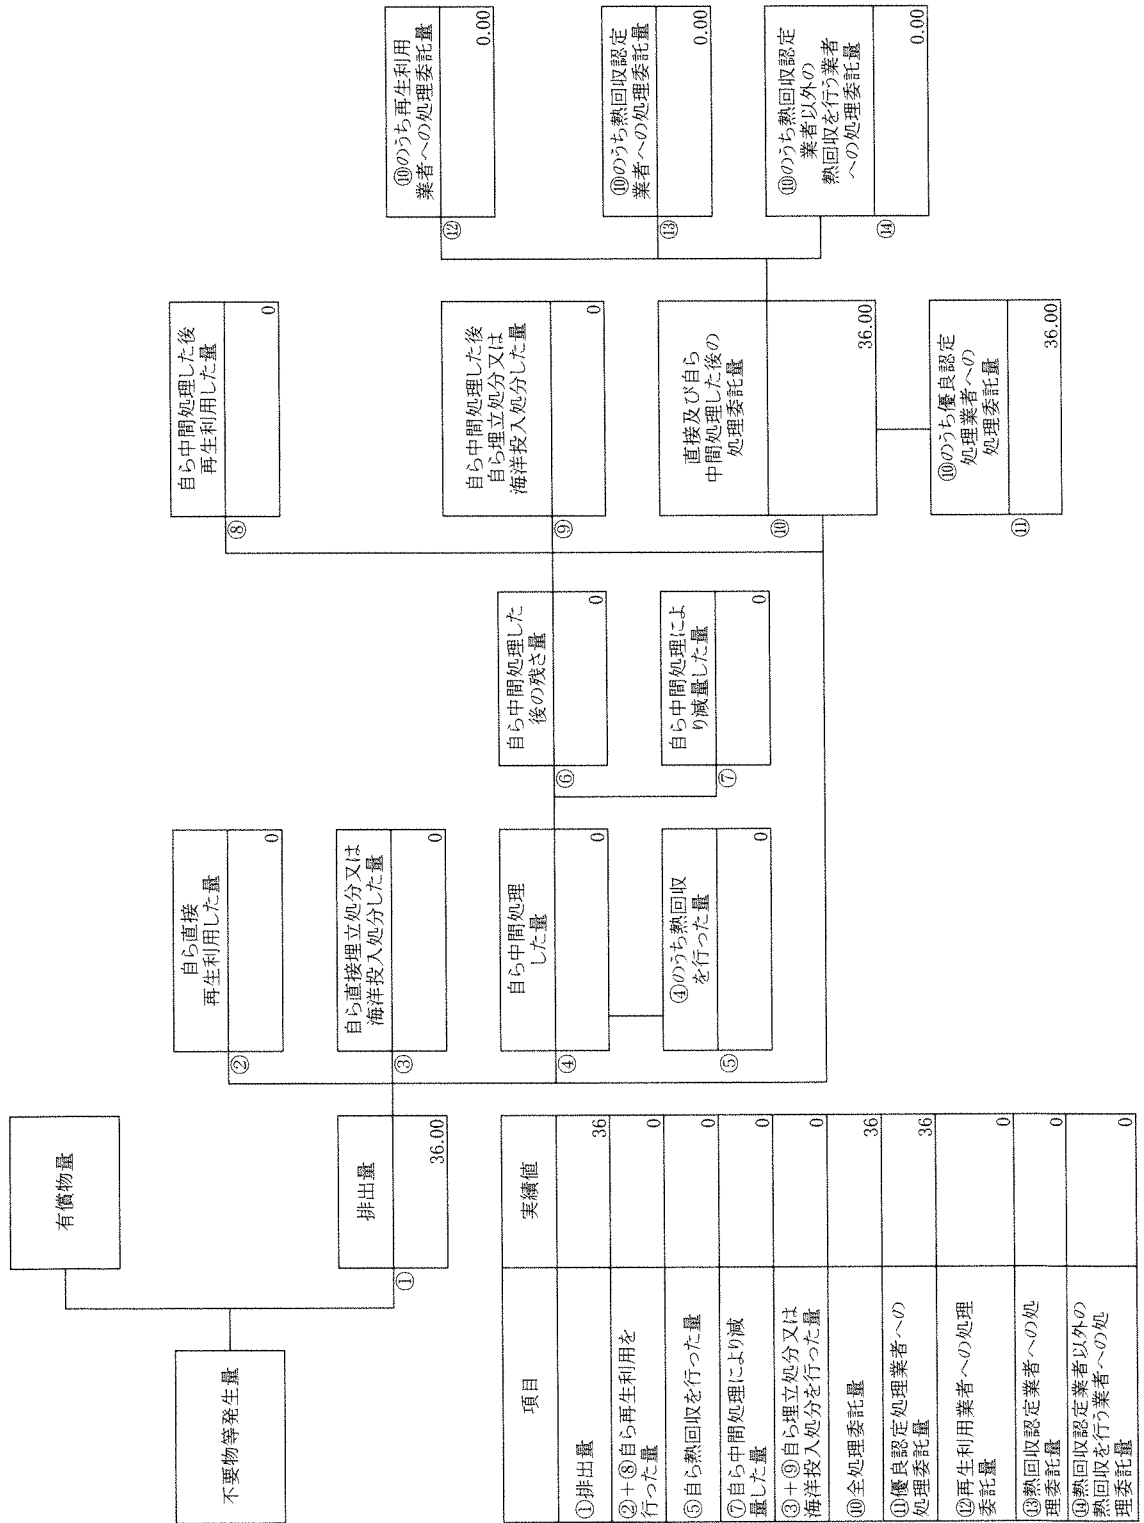 不要物等発生量
有償物量
①
排出量
36.00
②
自ら直接
再生利用した量
0
③
自ら直接埋立処分又は
海洋投入処分した量
0
④
自ら中間処理
した量
0
⑤
④のうち熱回収
を行った量
0
⑥
自ら中間処理した
後の残さ量
0
⑦
自ら中間処理によ
り減量した量
0
⑧
自ら中間処理した後
再生利用した量
0
⑨
自ら中間処理した後
自ら埋立処分又は
海洋投入処分した量
0
⑩
直接及び自ら
中間処理した後の
処理委託量
36.00
⑪
⑩のうち優良認定
処理業者への
処理委託量
36.00
⑫
⑩のうち再生利用
業者への処理委託量
0.00
⑬
⑩のうち熱回収認定
業者への処理委託量
0.00
⑭
⑩のうち熱回収認定
業者以外の
熱回収を行う業者
への処理委託量
0.00
項目 実績値
①排出量 36
②+⑧自ら再生利用を
行った量 0
⑤自ら熱回収を行った量 0
⑦自ら中間処理により減
量した量 0
③+⑨自ら埋立処分又は
海洋投入処分を行った量 0
⑩全処理委託量 36
⑪優良認定処理業者への
処理委託量 36
⑫再生利用業者への処理
委託量 0
⑬熱回収認定業者への処
理委託量 0
⑭熱回収認定業者以外の
熱回収を行う業者への処
理委託量 0